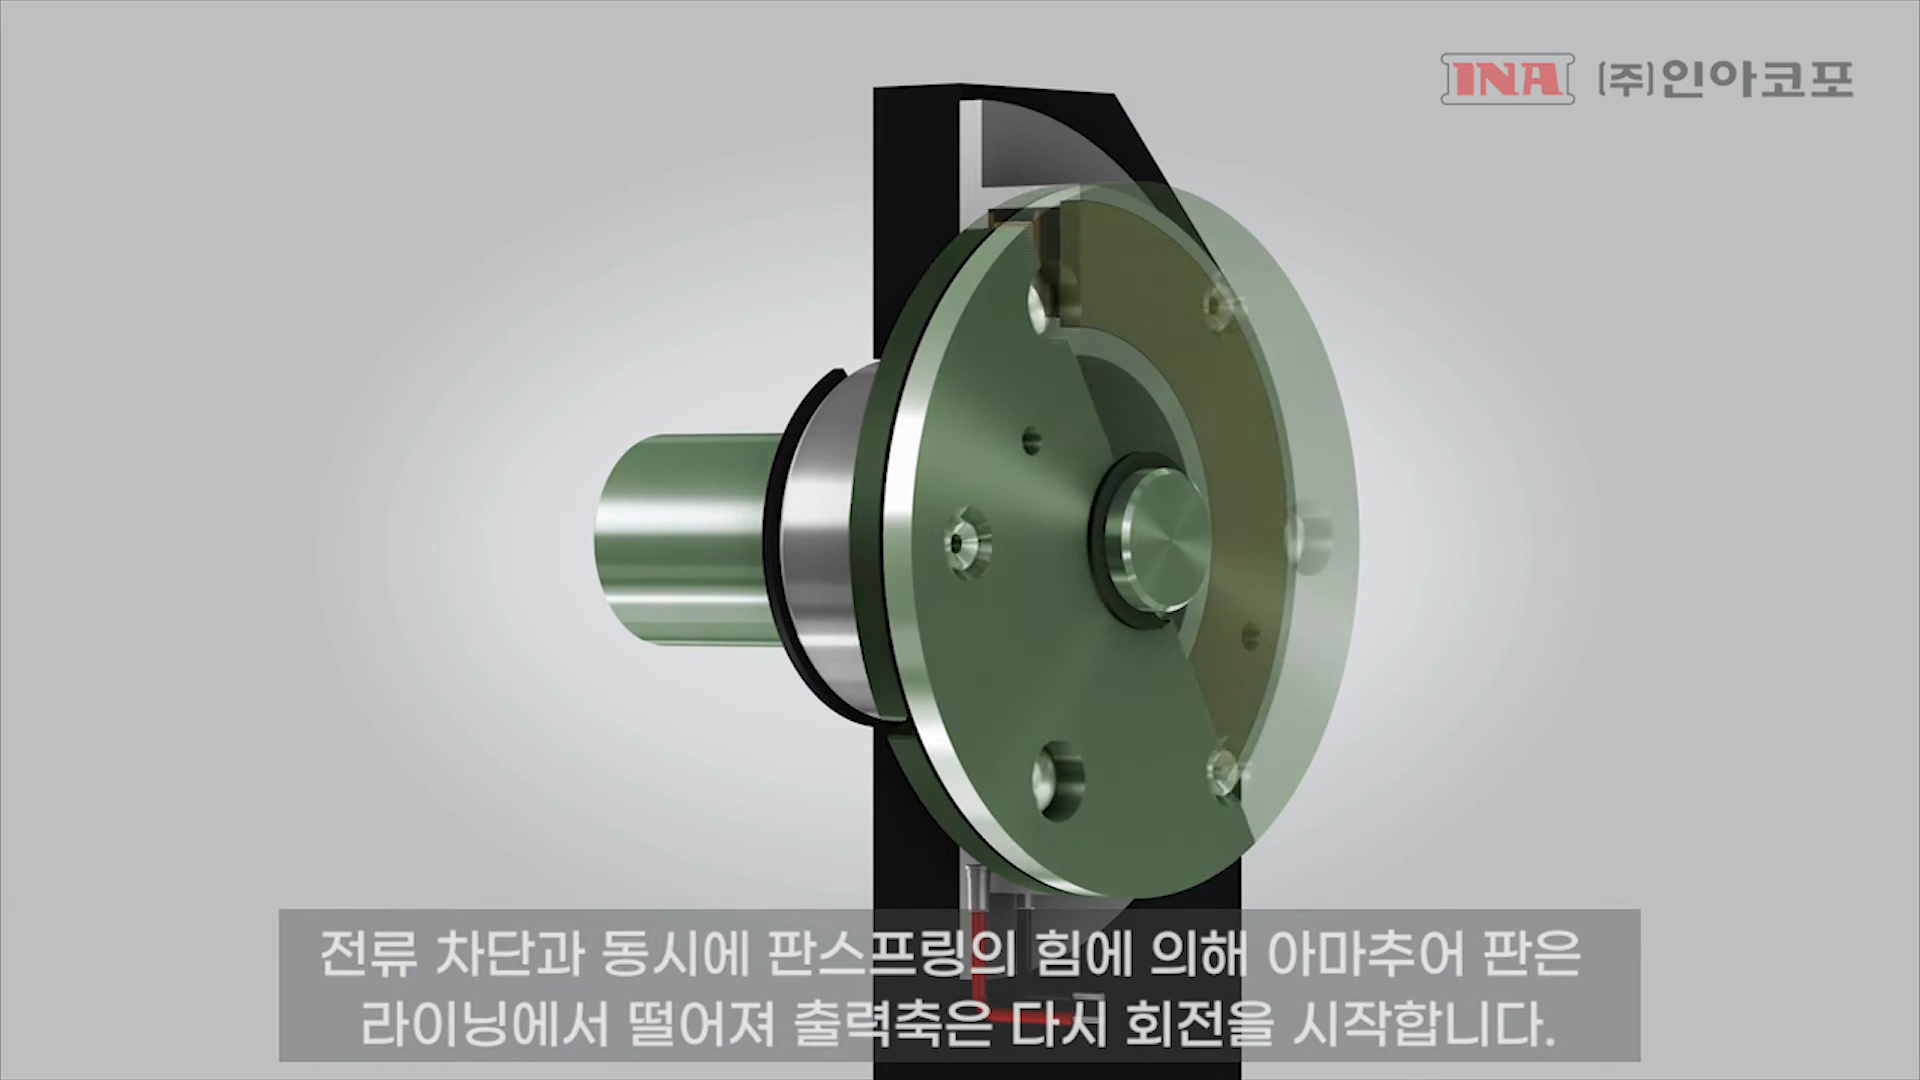 INA (주)인아코포
전류 차단과 동시에 판스프링의 힘에 의해 아마추어 판은
라이닝에서 떨어져 출력축은 다시 회전을 시작합니다.